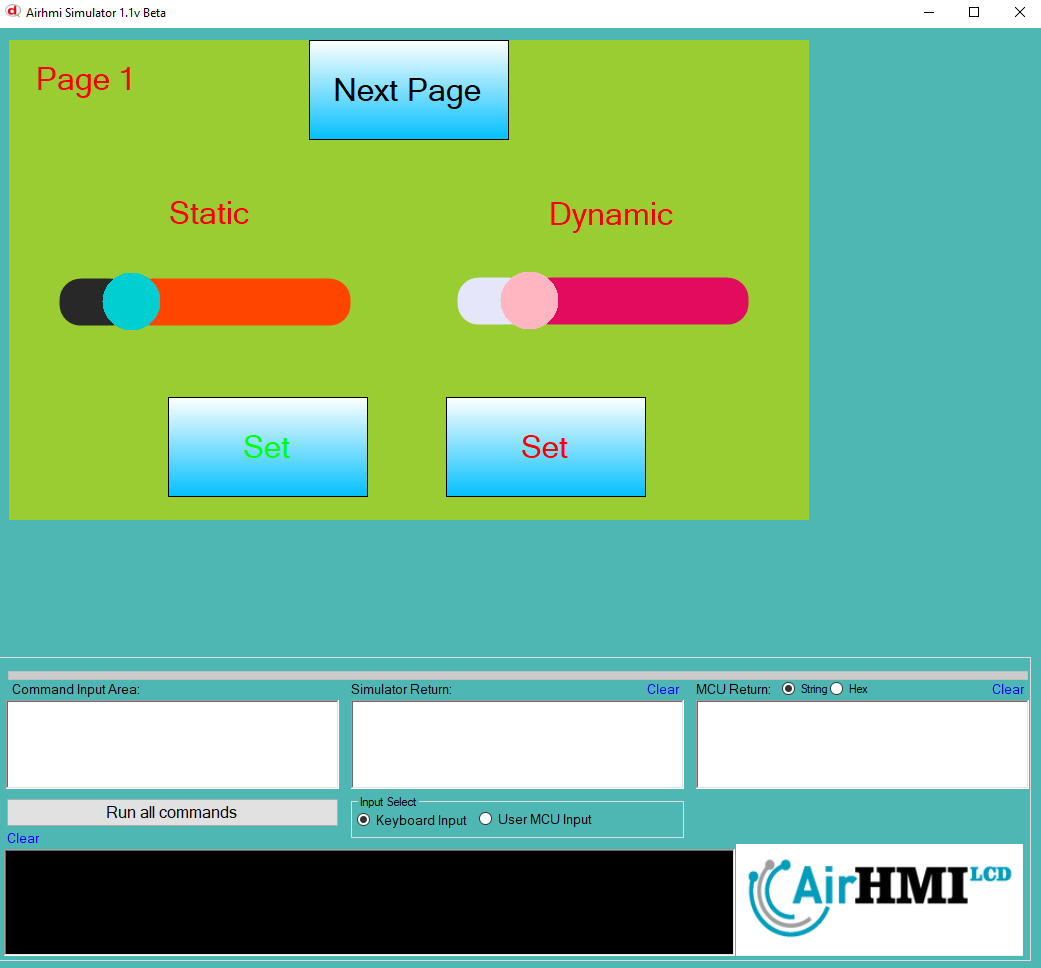 Airhmi Simulator 1.1v Beta
Page 1
Next Page
Static
Dynamic
Set
Set
Command Input Area:
Simulator Return:
Clear
MCU Return:
String
Hex
Clear
Run all commands
Input Select
Keyboard Input
User MCU Input
Clear
AirHMI LCD